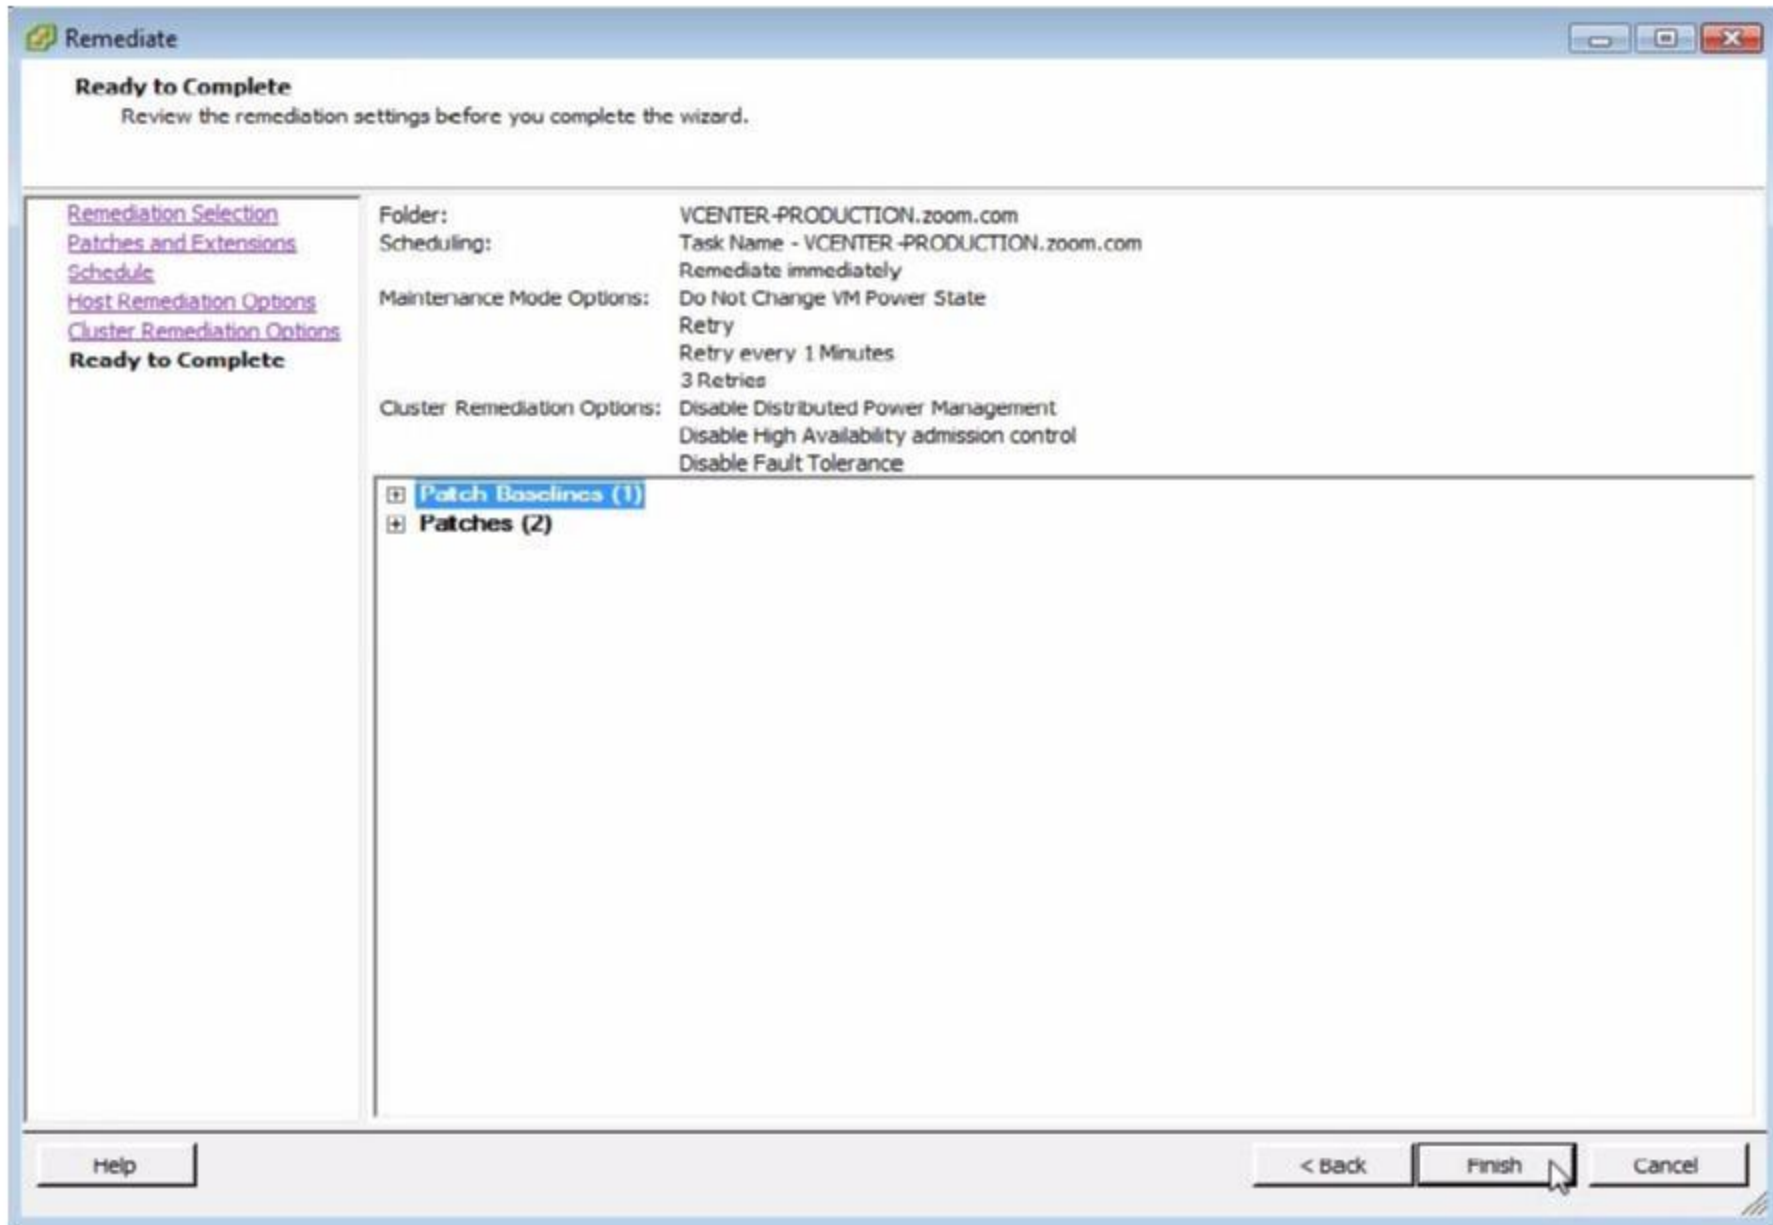 Remediate
Ready to Complete
Review the remediation settings before you complete the wizard.
Remediation Selection
Patches and Extensions
Schedule
Host Remediation Options
Cluster Remediation Options
Ready to Complete
Folder: VCENTER-PRODUCTION.zoom.com
Scheduling: Task Name - VCENTER-PRODUCTION.zoom.com
Remediate immediately
Maintenance Mode Options: Do Not Change VM Power State
Retry
Retry every 1 Minutes
3 Retries
Cluster Remediation Options: Disable Distributed Power Management
Disable High Availability admission control
Disable Fault Tolerance
Patch Baselines (1)
Patches (2)
Help
< Back
Finish
Cancel